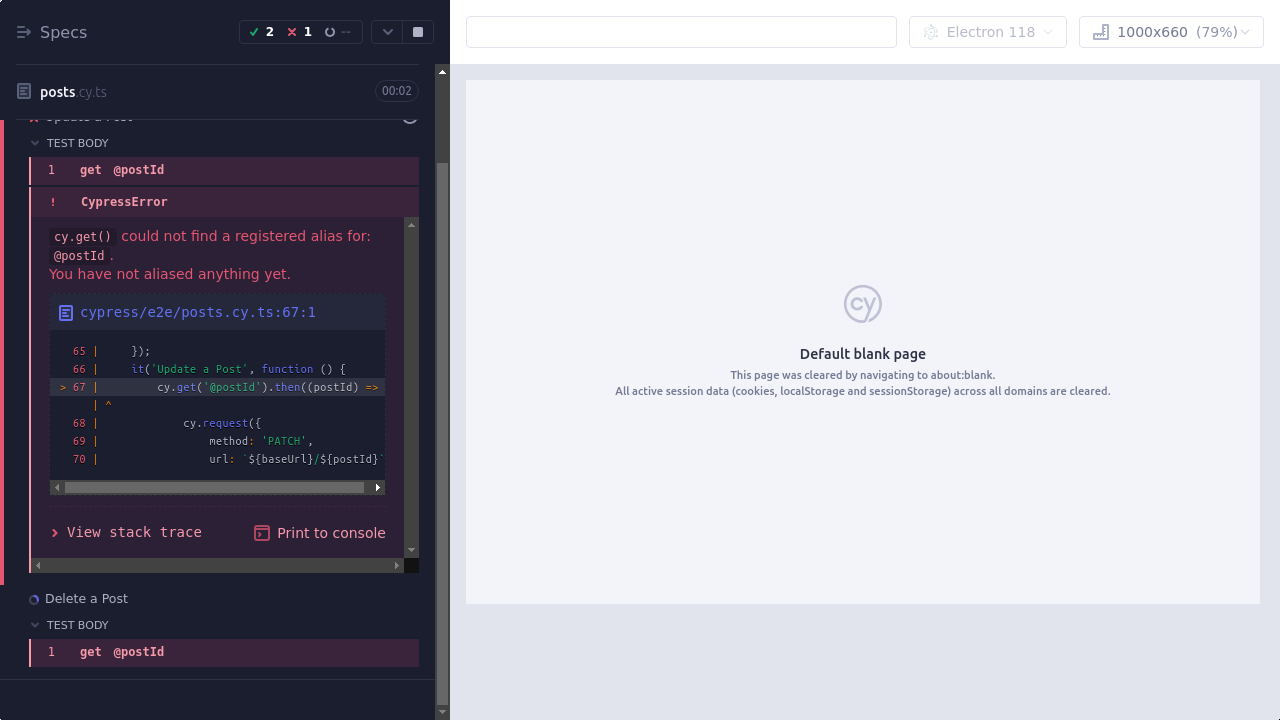 Specs
2
1
--
Electron 118
1000x660 (79%)
posts.cy.ts
00:02
Update a Post
TEST BODY
1 get @postId
! CypressError
cy.get() could not find a registered alias for:
@postId .
You have not aliased anything yet.
cypress/e2e/posts.cy.ts:67:1
65 | });
66 | it('Update a Post', function () {
> 67 | cy.get('@postId').then((postId) =>
| ^
68 | cy.request({
69 | method: 'PATCH',
70 | url: `${baseUrl}/${postId}`
View stack trace
Print to console
Delete a Post
TEST BODY
1 get @postId
cy
Default blank page
This page was cleared by navigating to about:blank.
All active session data (cookies, localStorage and sessionStorage) across all domains are cleared.